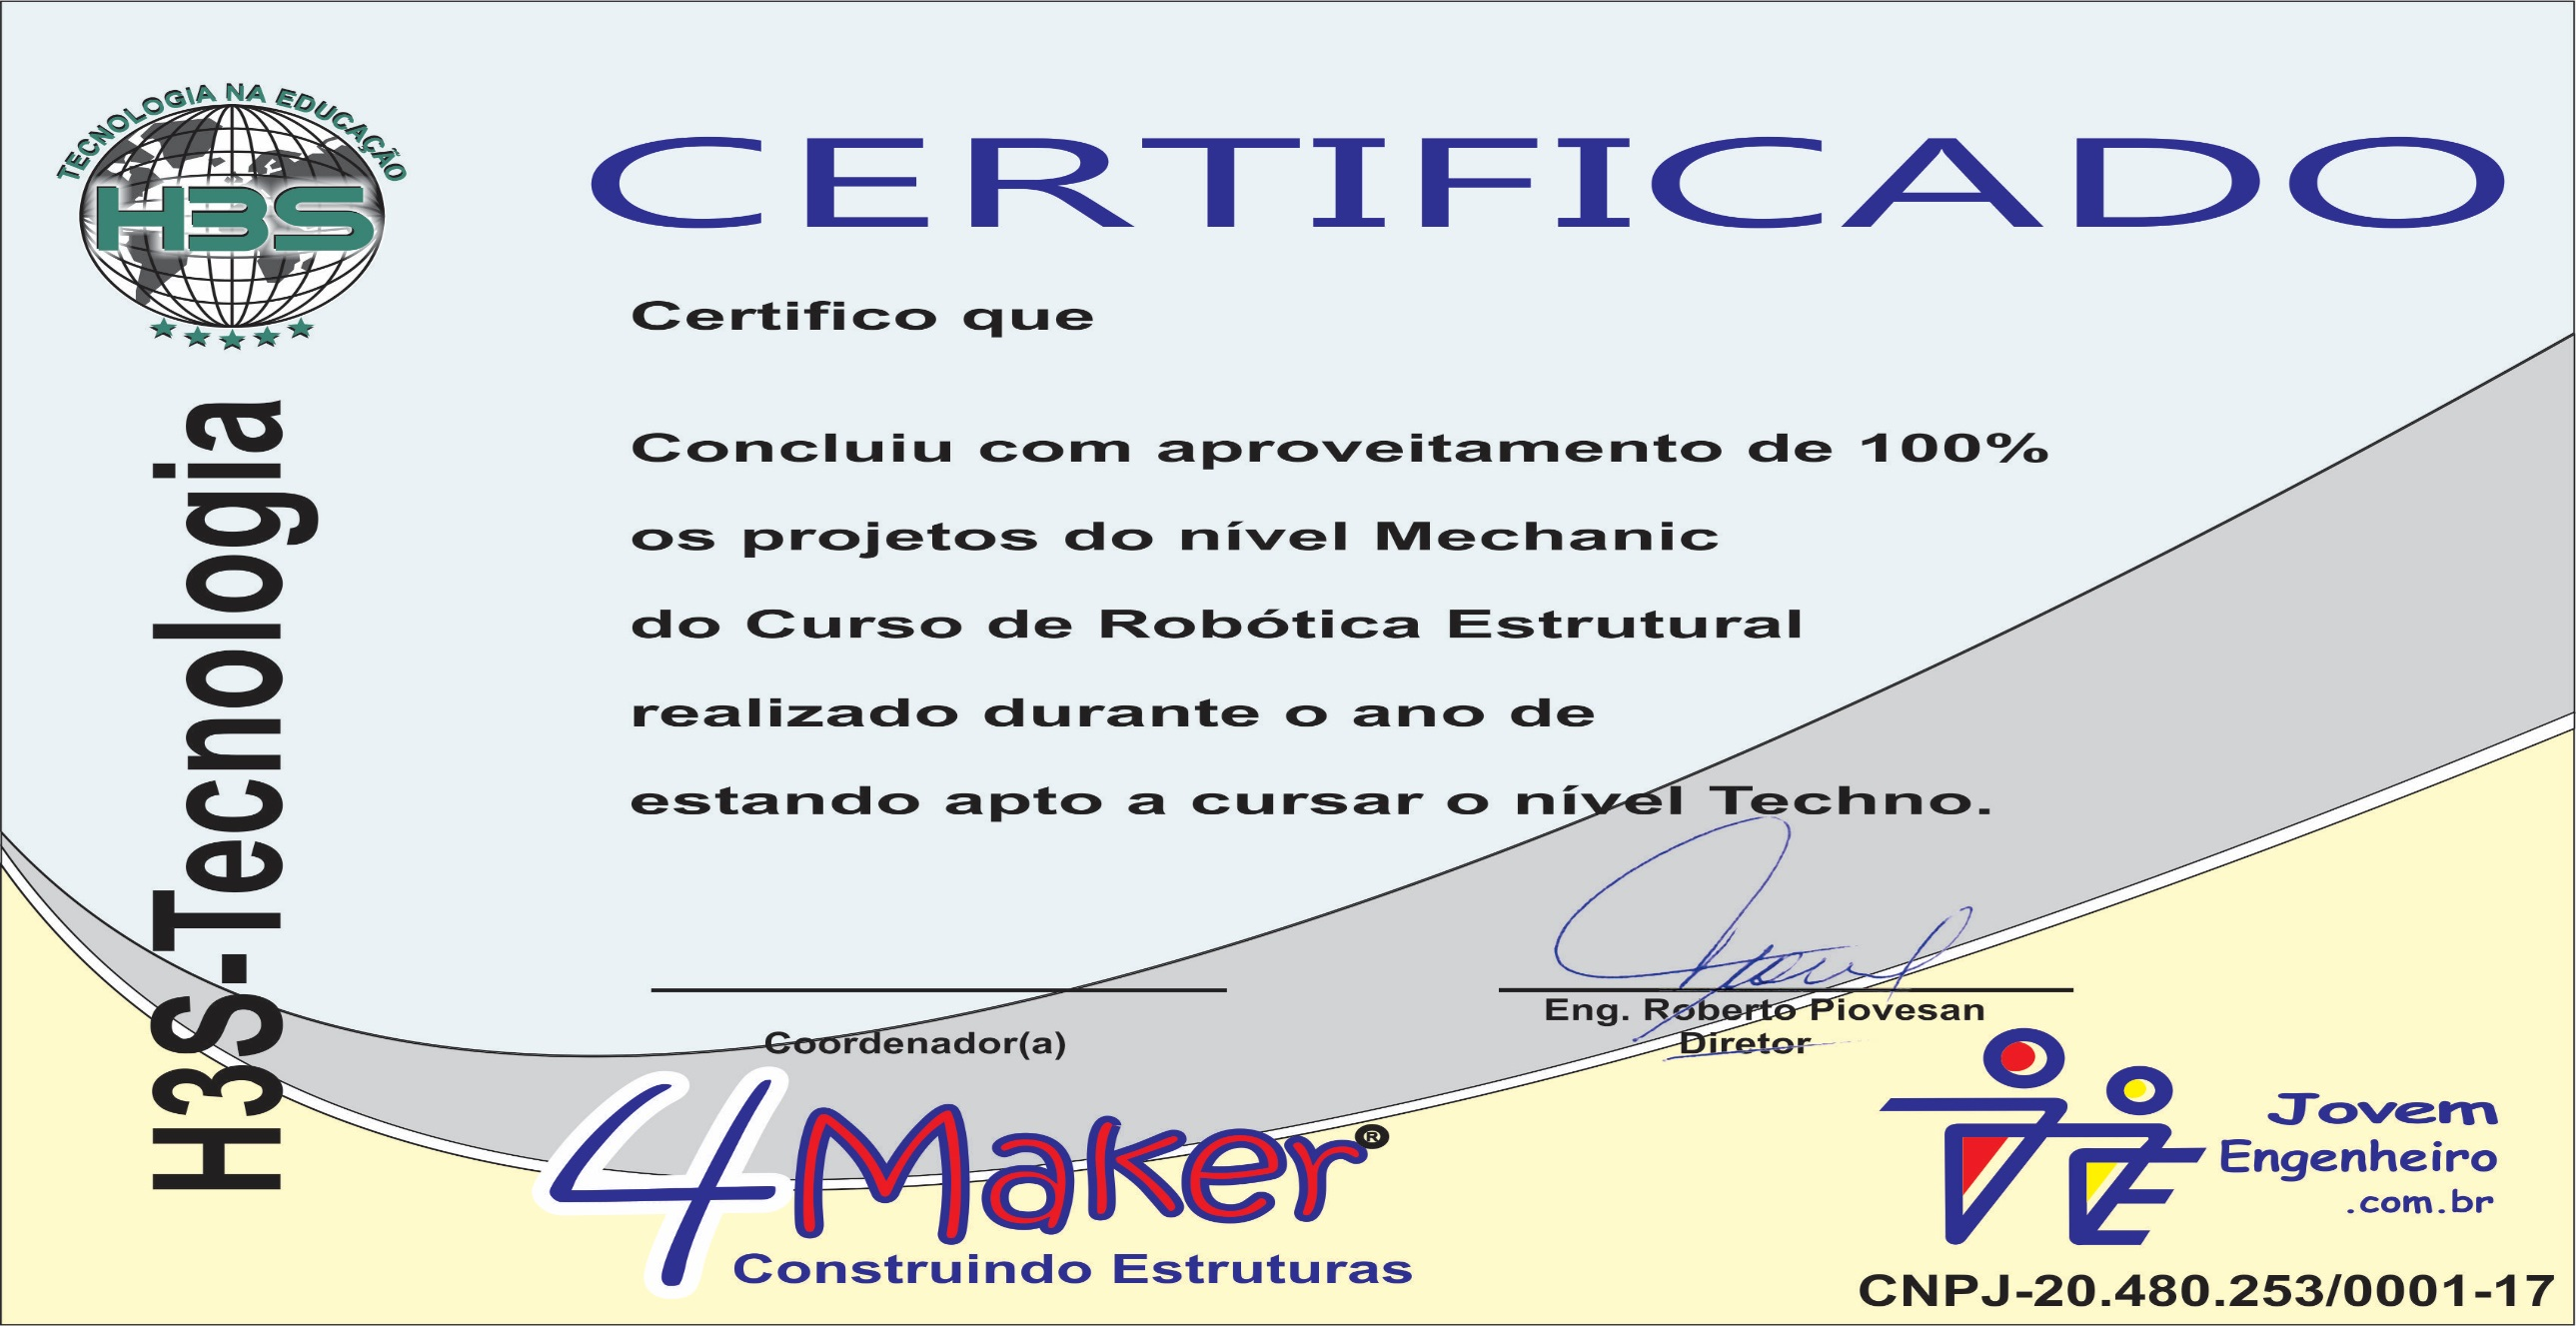 TECNOLOGIA NA EDUCAÇÃO
H3S
H3S-Tecnologia
CERTIFICADO
Certifico que
Concluiu com aproveitamento de 100%
os projetos do nível Mechanic
do Curso de Robótica Estrutural
realizado durante o ano de
estando apto a cursar o nível Techno.
Coordenador(a)
Eng. Roberto Piovesan
Diretor
4Maker®
Construindo Estruturas
Jovem
Engenheiro
.com.br
CNPJ-20.480.253/0001-17